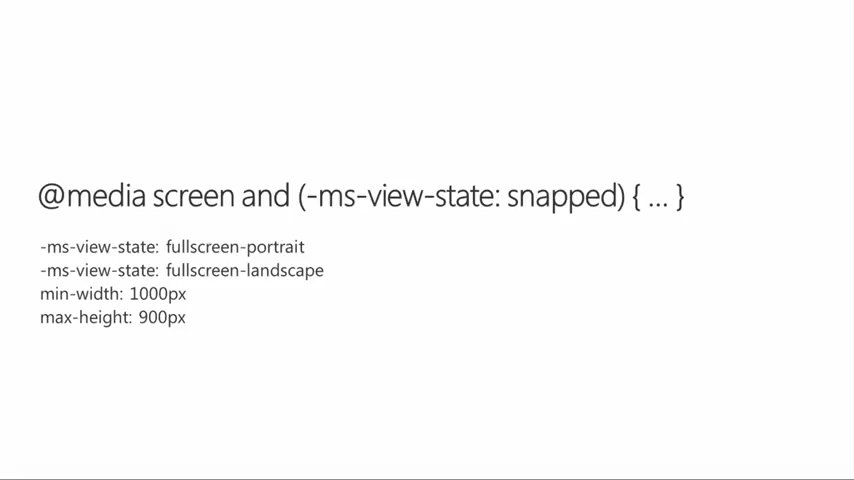 @media screen and (-ms-view-state: snapped) { ... }
-ms-view-state: fullscreen-portrait
-ms-view-state: fullscreen-landscape
min-width: 1000px
max-height: 900px